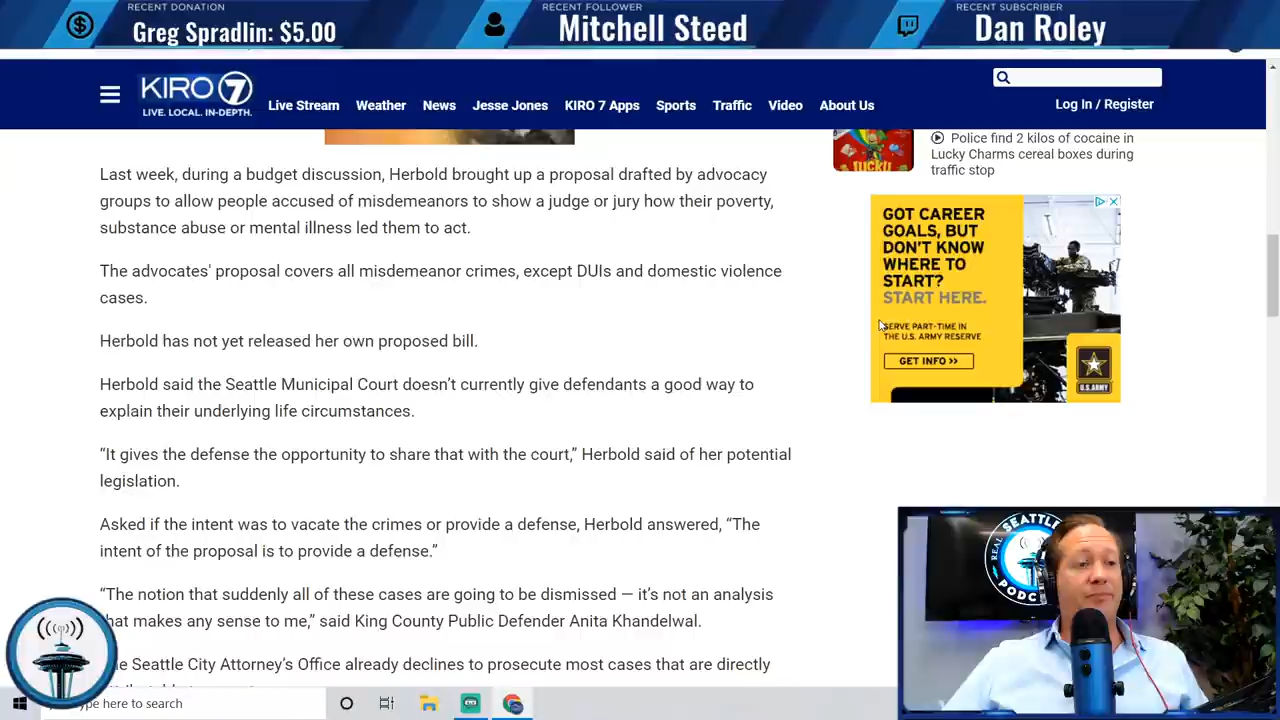 RECENT DONATION
Greg Spradlin: $5.00
RECENT FOLLOWER
Mitchell Steed
RECENT SUBSCRIBER
Dan Roley
KIRO 7
LIVE. LOCAL. IN-DEPTH.
Live Stream
Weather
News
Jesse Jones
KIRO 7 Apps
Sports
Traffic
Video
About Us
Log In / Register
Police find 2 kilos of cocaine in
Lucky Charms cereal boxes during
traffic stop
Last week, during a budget discussion, Herbold brought up a proposal drafted by advocacy
groups to allow people accused of misdemeanors to show a judge or jury how their poverty,
substance abuse or mental illness led them to act.
The advocates' proposal covers all misdemeanor crimes, except DUIs and domestic violence
cases.
Herbold has not yet released her own proposed bill.
Herbold said the Seattle Municipal Court doesn’t currently give defendants a good way to
explain their underlying life circumstances.
“It gives the defense the opportunity to share that with the court,” Herbold said of her potential
legislation.
Asked if the intent was to vacate the crimes or provide a defense, Herbold answered, “The
intent of the proposal is to provide a defense.”
“The notion that suddenly all of these cases are going to be dismissed — it’s not an analysis
that makes any sense to me,” said King County Public Defender Anita Khandelwal.
The Seattle City Attorney’s Office already declines to prosecute most cases that are directly
GOT CAREER
GOALS, BUT
DON'T KNOW
WHERE TO
START?
START HERE.
SERVE PART-TIME IN
THE U.S. ARMY RESERVE
GET INFO >>
U.S.ARMY
REAL SEATTLE
PODC
type here to search